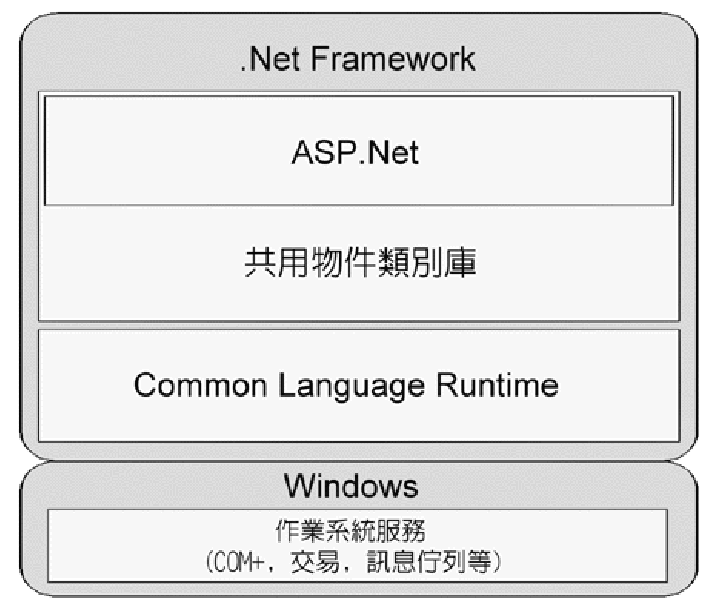 .Net Framework
ASP.Net
共用物件類別庫
Common Language Runtime
Windows
作業系統服務
(COM+, 交易, 訊息佇列等)